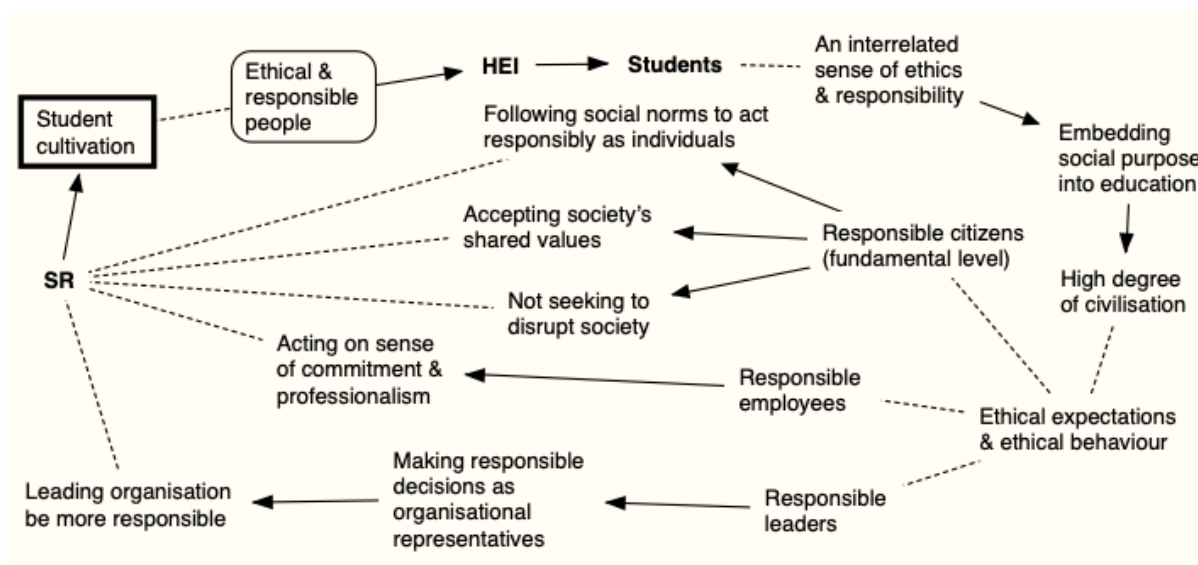 Student
cultivation
Ethical &
responsible
people
HEI
Students
An interrelated
sense of ethics
& responsibility
Embedding
social purpose
into education
High degree
of civilisation
Ethical expectations
& ethical behaviour
Responsible citizens
(fundamental level)
Following social norms to act
responsibly as individuals
Accepting society's
shared values
Not seeking to
disrupt society
Responsible
employees
Acting on sense
of commitment &
professionalism
Responsible
leaders
Making responsible
decisions as
organisational
representatives
Leading organisation
be more responsible
SR